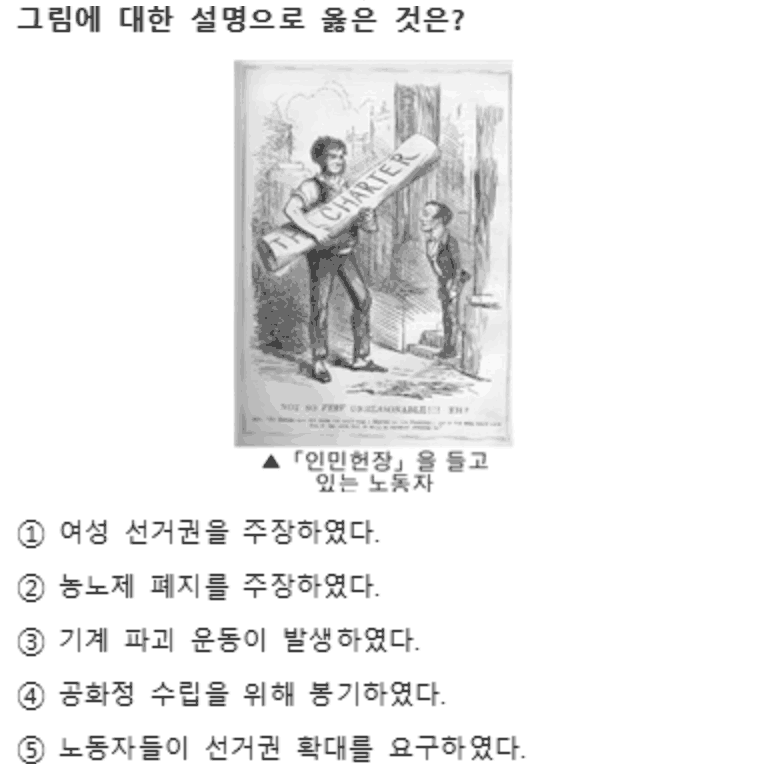 그림에 대한 설명으로 옳은 것은?
THE CHARTER
NOT SO VERY UNREASONABLE!!! EH?
▲「인민헌장」을 들고
있는 노동자
① 여성 선거권을 주장하였다.
② 농노제 폐지를 주장하였다.
③ 기계 파괴 운동이 발생하였다.
④ 공화정 수립을 위해 봉기하였다.
⑤ 노동자들이 선거권 확대를 요구하였다.